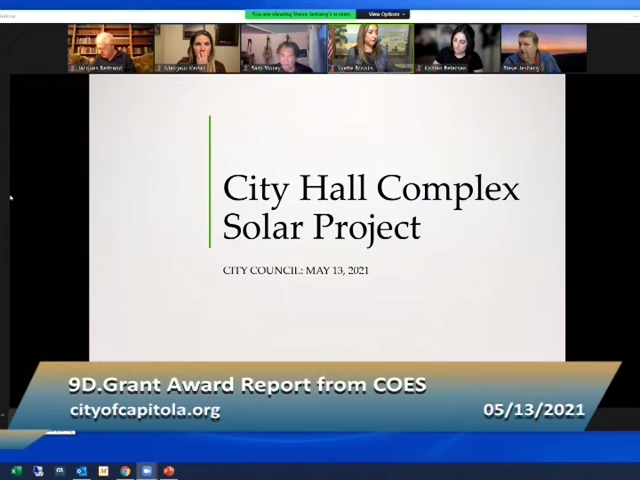 You are viewing Steve Jesberg's screen
View Options
Jacques Bertrand
Margaux Keiser
Sam Storey
Yvette Brooks
Kristen Petersen
Steve Jesberg
City Hall Complex
Solar Project
CITY COUNCIL: MAY 13, 2021
9D.Grant Award Report from COES
cityofcapitola.org
05/13/2021